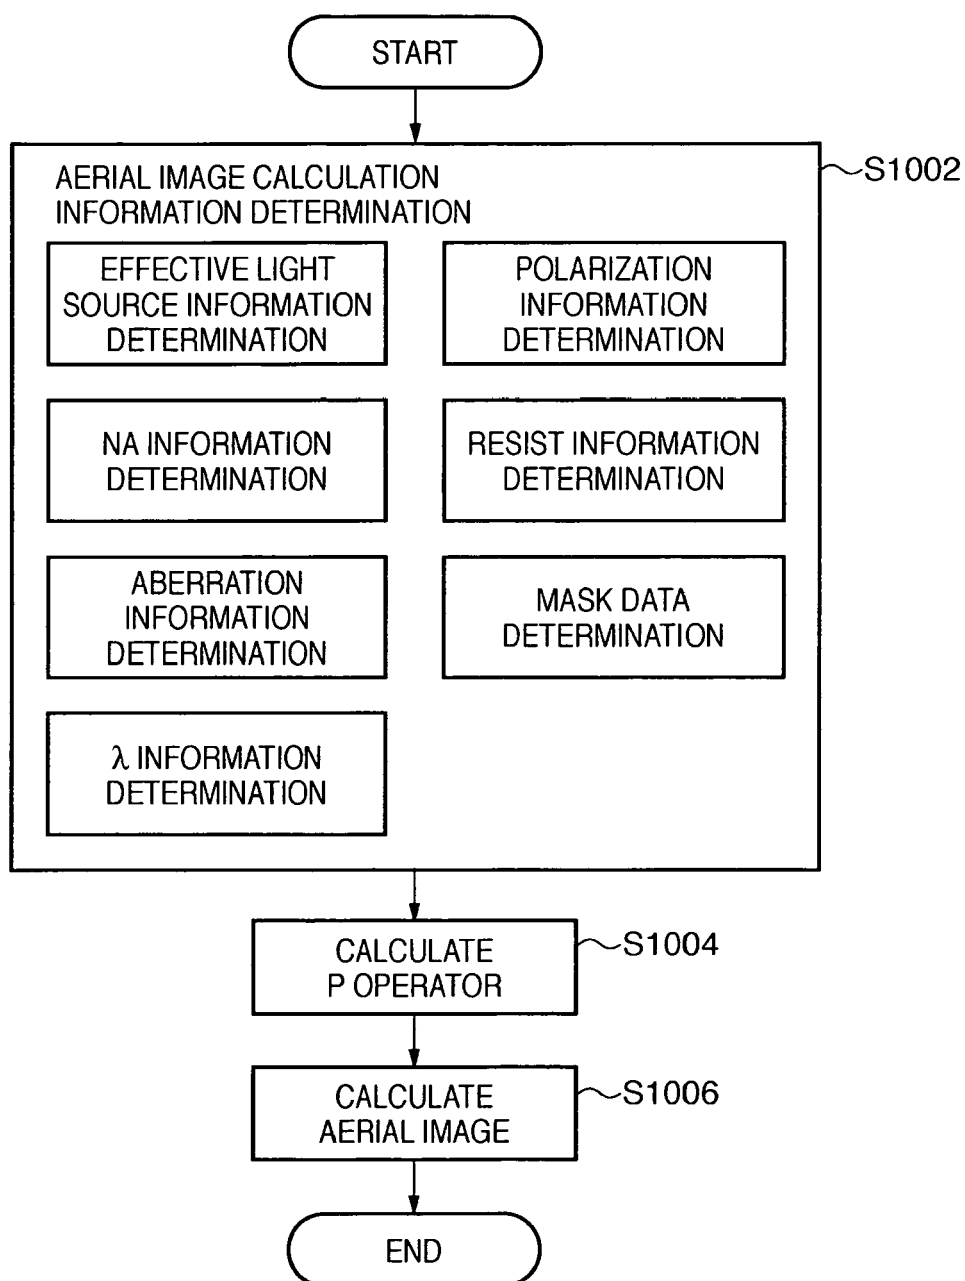 START
S1002
AERIAL IMAGE CALCULATION
INFORMATION DETERMINATION
EFFECTIVE LIGHT
SOURCE INFORMATION
DETERMINATION
POLARIZATION
INFORMATION
DETERMINATION
NA INFORMATION
DETERMINATION
RESIST INFORMATION
DETERMINATION
ABERRATION
INFORMATION
DETERMINATION
MASK DATA
DETERMINATION
λ INFORMATION
DETERMINATION
CALCULATE
P OPERATOR
S1004
CALCULATE
AERIAL IMAGE
S1006
END